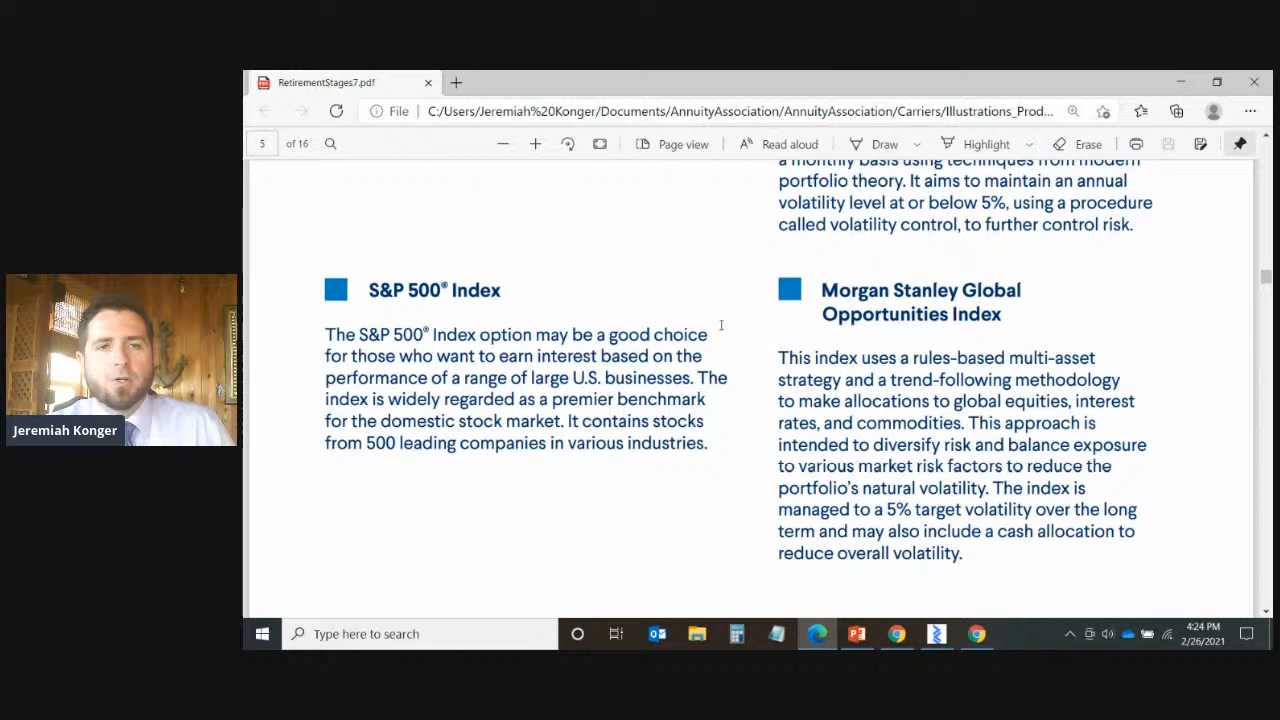 RetirementStages7.pdf
File
C:/Users/Jeremiah%20Konger/Documents/AnnuityAssociation/AnnuityAssociation/Carriers/Illustrations_Prod...
5 of 16
Page view
Read aloud
Draw
Highlight
Erase
a monthly basis using techniques from modern
portfolio theory. It aims to maintain an annual
volatility level at or below 5%, using a procedure
called volatility control, to further control risk.
S&P 500® Index
The S&P 500® Index option may be a good choice
for those who want to earn interest based on the
performance of a range of large U.S. businesses. The
index is widely regarded as a premier benchmark
for the domestic stock market. It contains stocks
from 500 leading companies in various industries.
Morgan Stanley Global
Opportunities Index
This index uses a rules-based multi-asset
strategy and a trend-following methodology
to make allocations to global equities, interest
rates, and commodities. This approach is
intended to diversify risk and balance exposure
to various market risk factors to reduce the
portfolio's natural volatility. The index is
managed to a 5% target volatility over the long
term and may also include a cash allocation to
reduce overall volatility.
Jeremiah Konger
Type here to search
4:24 PM
2/26/2021